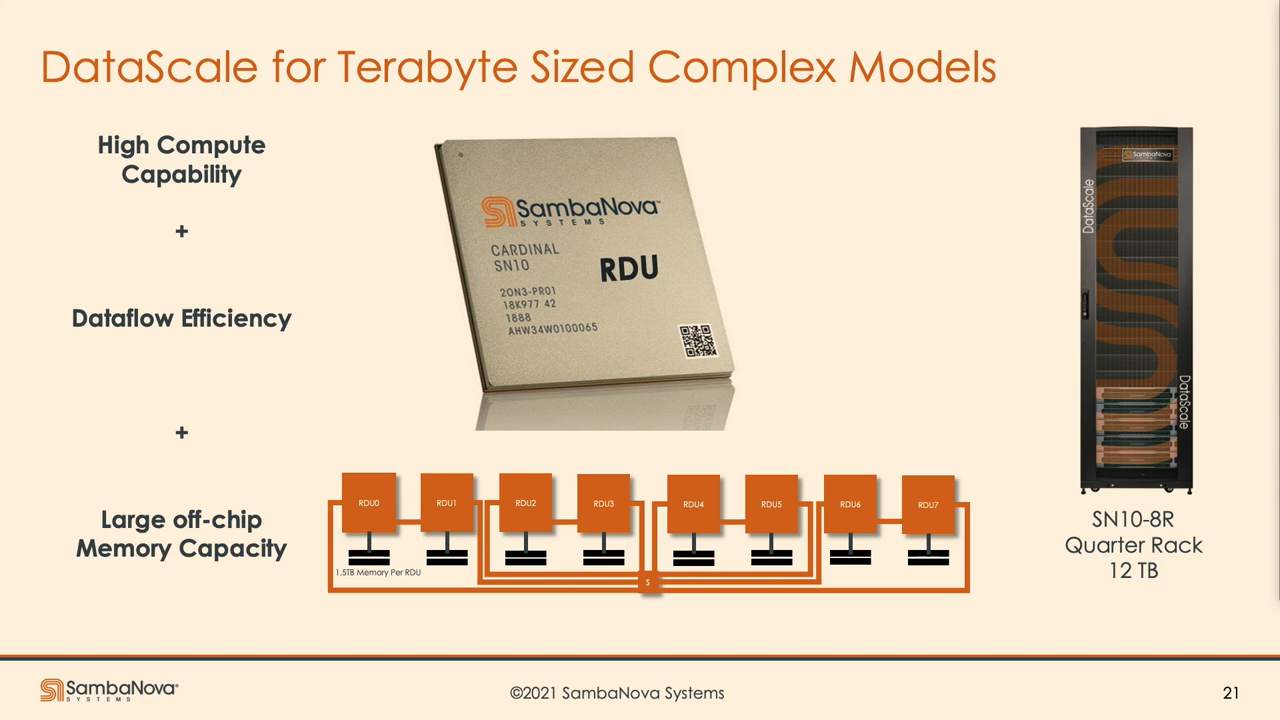 DataScale for Terabyte Sized Complex Models
High Compute
Capability
+
Dataflow Efficiency
+
Large off-chip
Memory Capacity
SambaNova
SYSTEMS
CARDINAL
SN10
RDU
20N3-PR01
18K977 42
1888
AHW34W0100065
RDU0
RDU1
RDU2
RDU3
RDU4
RDU5
RDU6
RDU7
1.5TB Memory Per RDU
S
SambaNova
DataScale
DataScale
SN10-8R
Quarter Rack
12 TB
SambaNova
SYSTEMS
©2021 SambaNova Systems
21